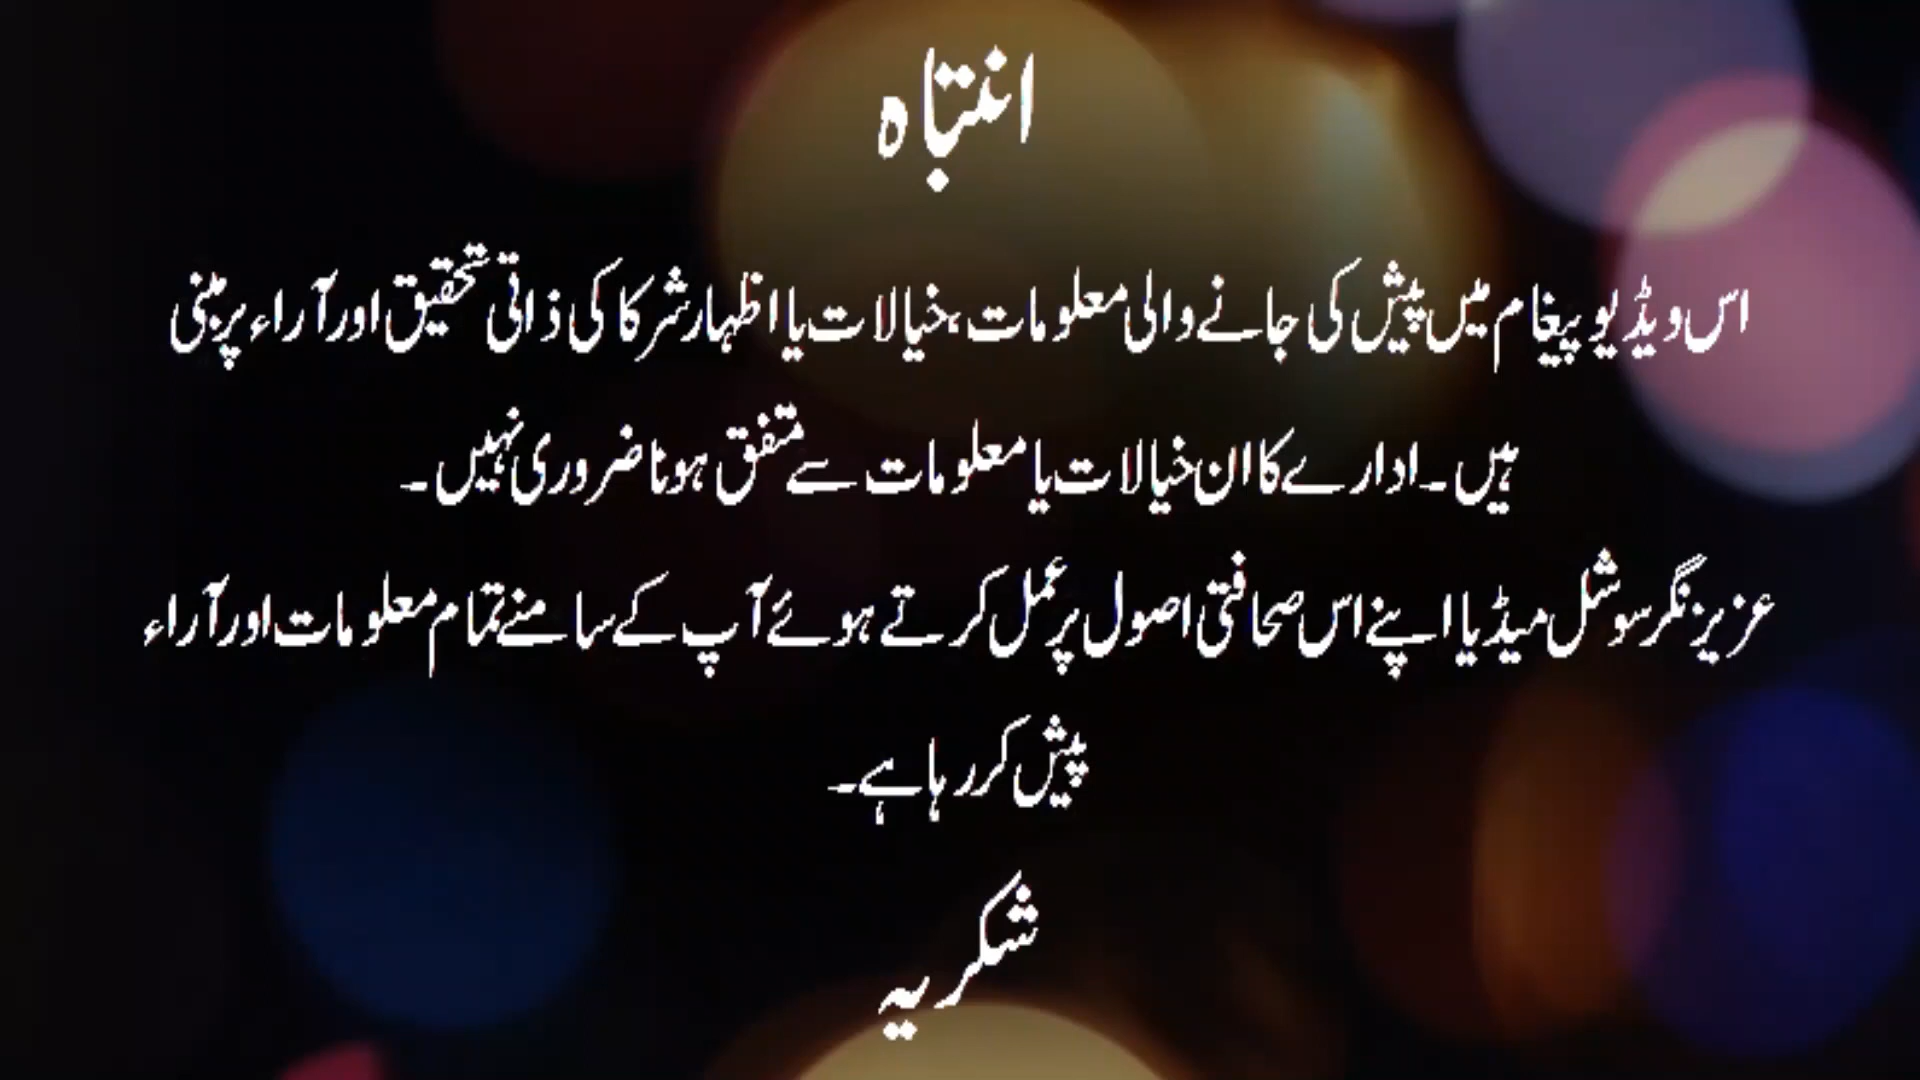 انتباہ
اس ویڈیو پیغام میں پیش کی جانے والی معلومات، خیالات یا اظہار شرکا کی ذاتی تحقیق اور آراء پر مبنی
ہیں۔ ادارے کا ان خیالات یا معلومات سے متفق ہونا ضروری نہیں۔
عزیز نگر سوشل میڈیا اپنے اس صحافتی اصول پر عمل کرتے ہوئے آپ کے سامنے تمام معلومات اور آراء
پیش کر رہا ہے۔
شکریہ